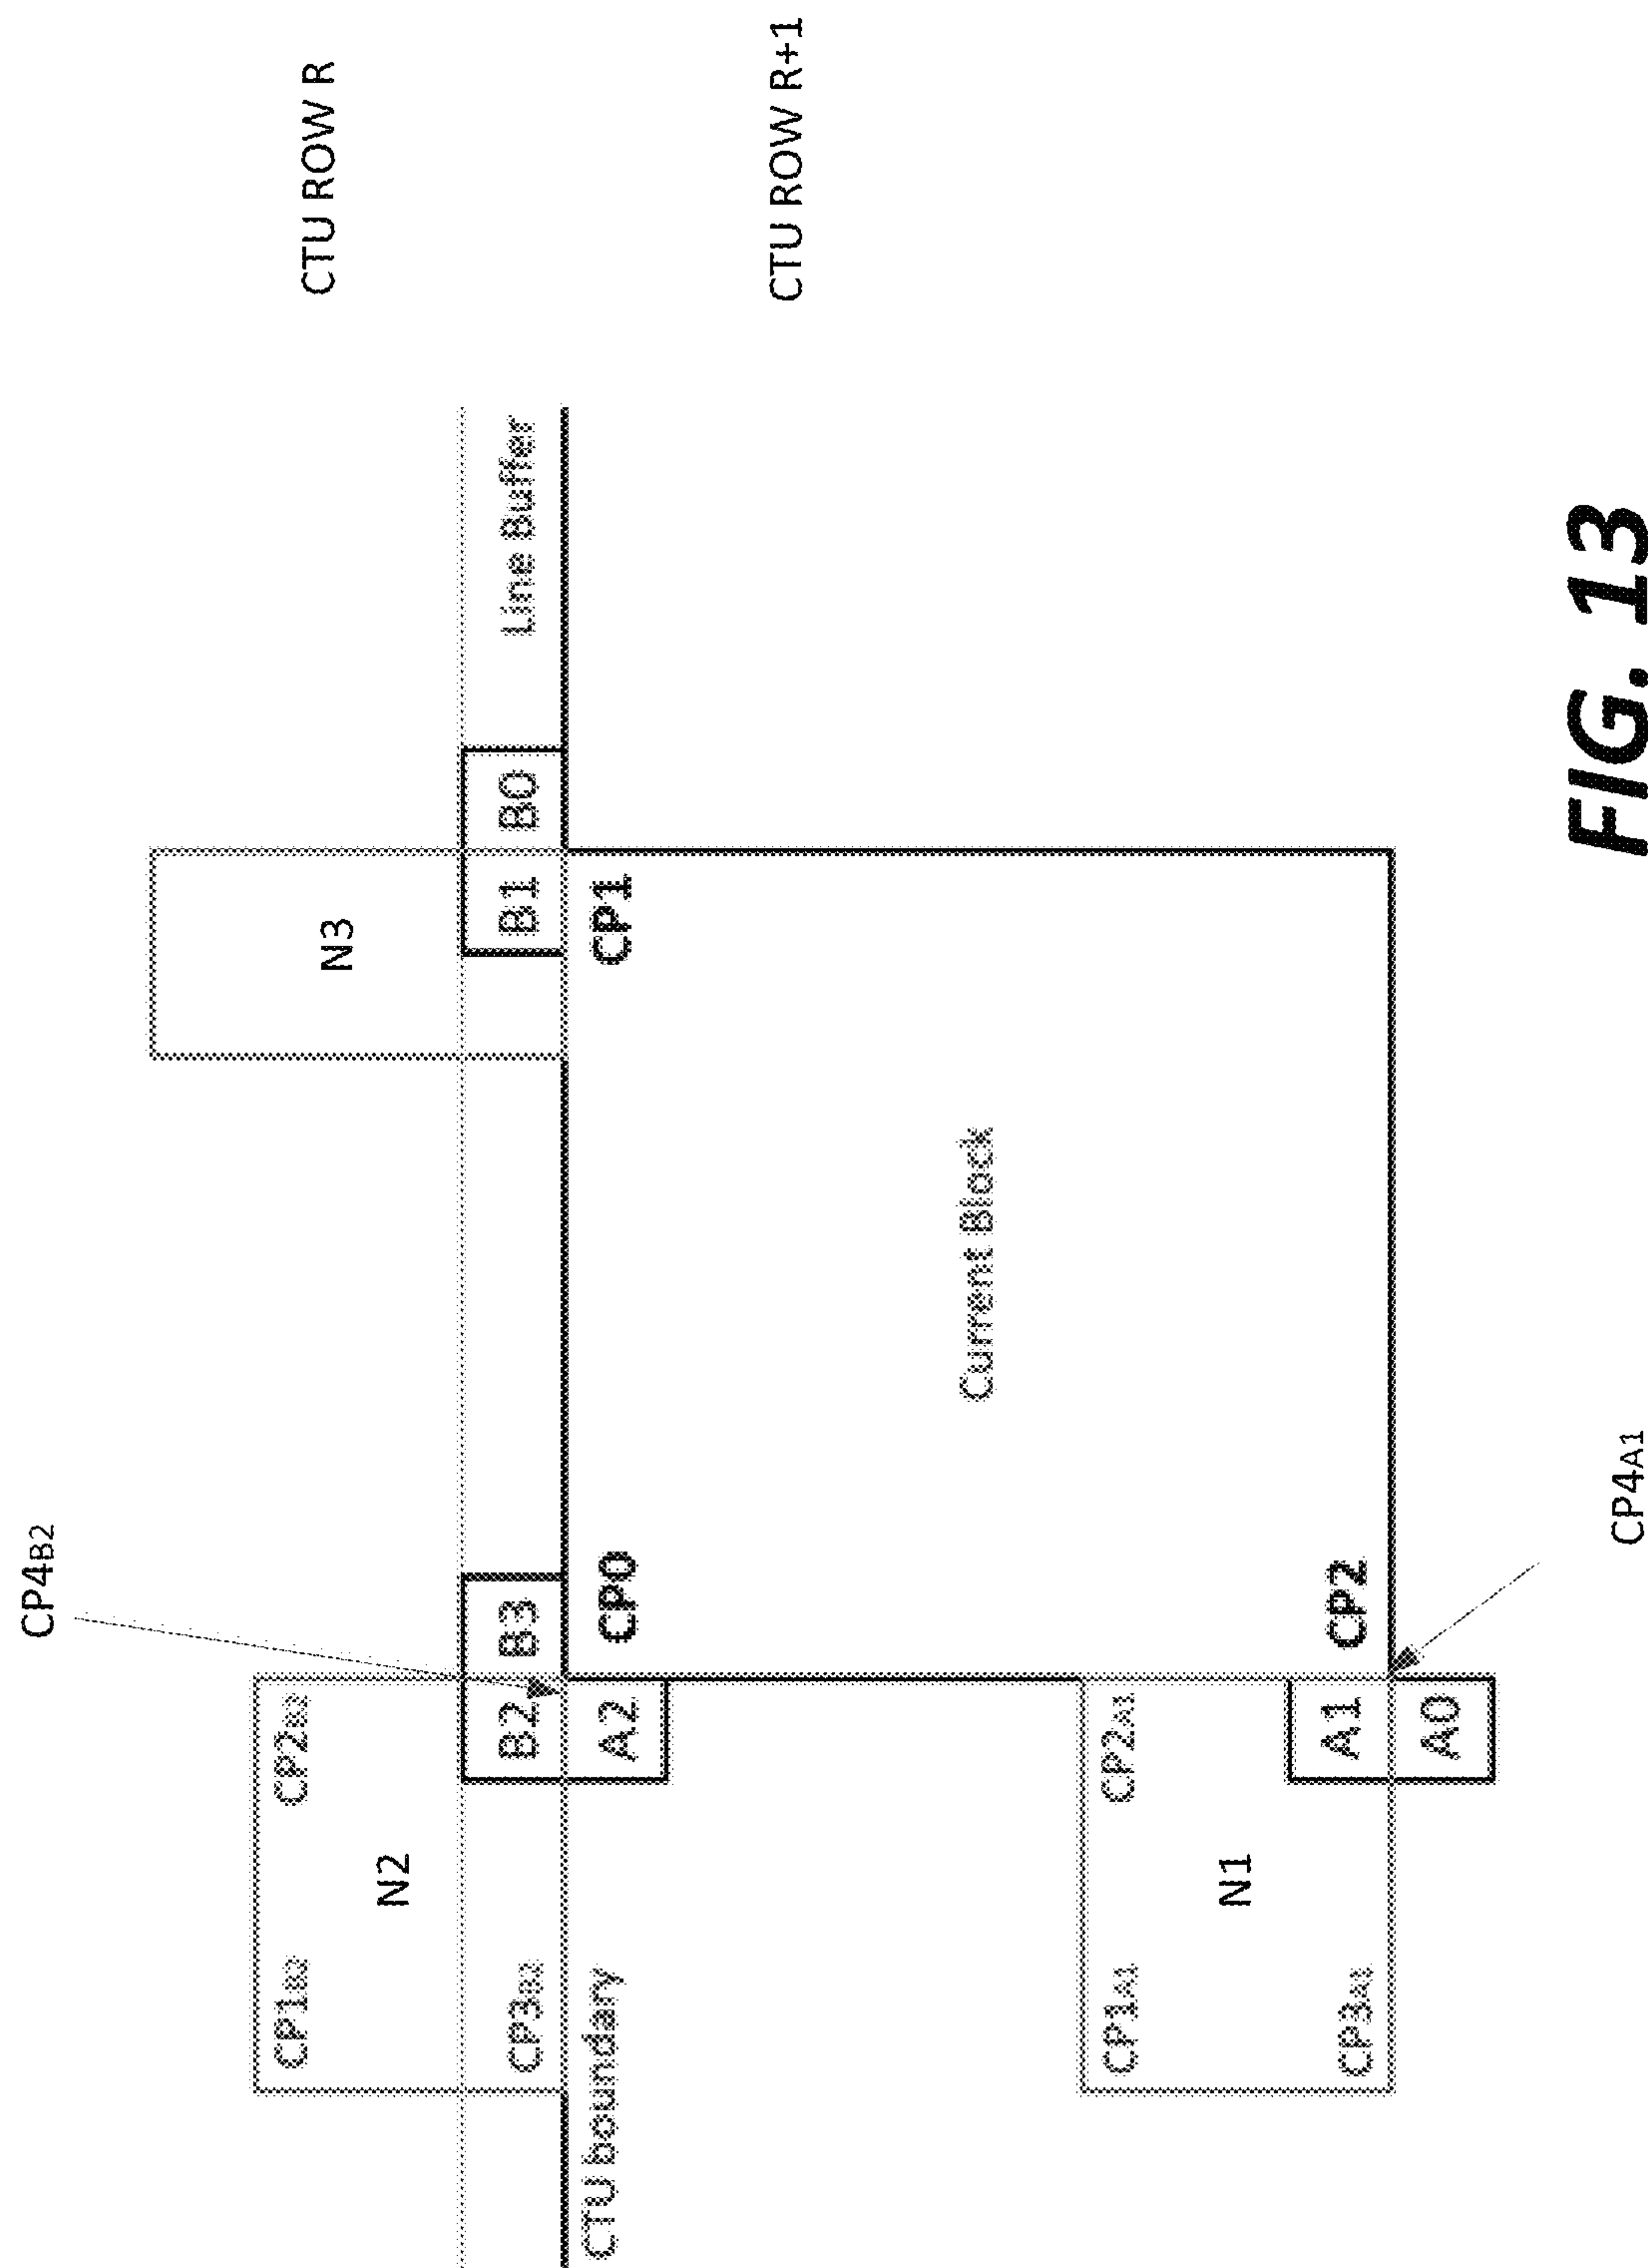 CP4B2
CTU ROW R
CP1B2
CP2B2
N2
N3
CP3B2
B2
B3
B1
B0
Line Buffer
CTU boundary
A2
CP0
CP1
CTU ROW R+1
Current Block
CP1A1
CP2A1
N1
CP3A1
A1
CP2
A0
CP4A1
FIG. 13